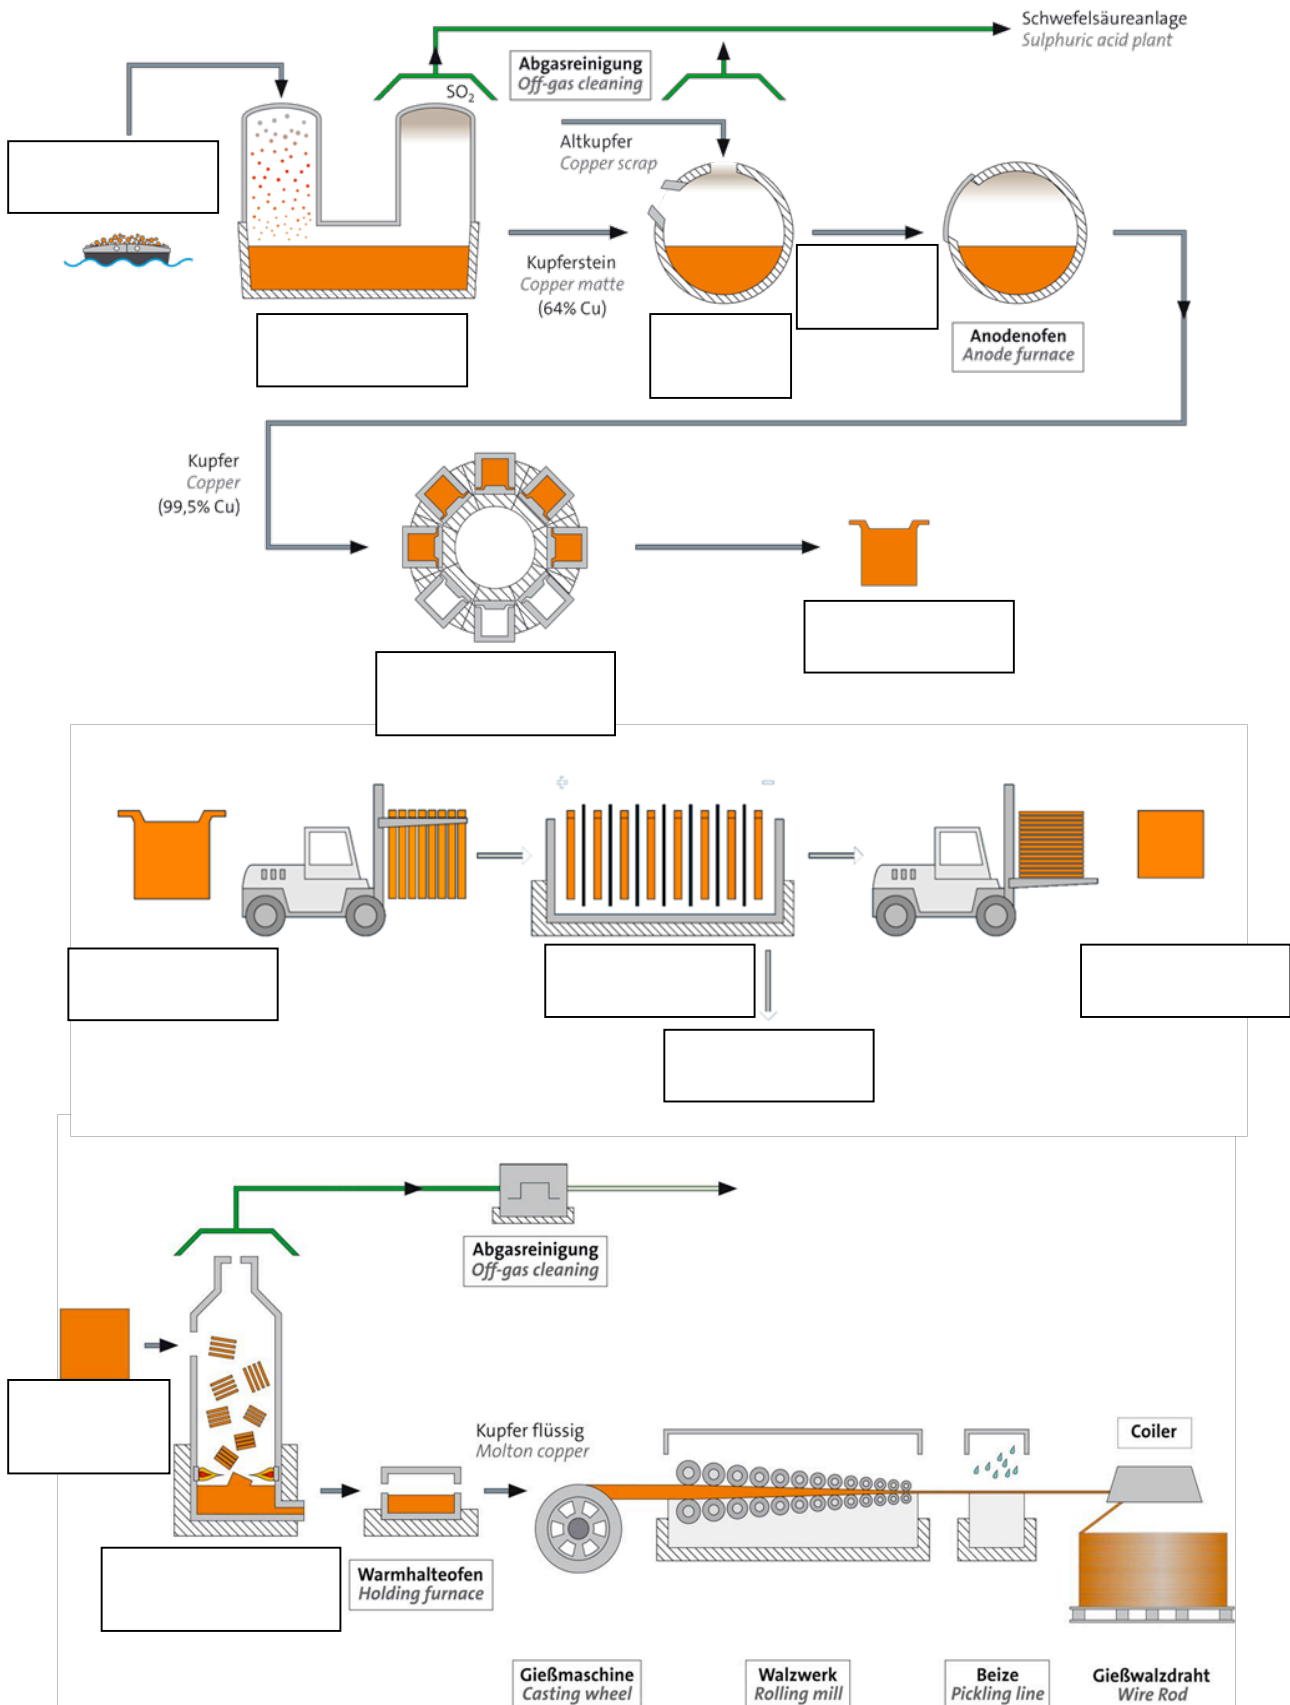 Schwefelsäureanlage
Sulphuric acid plant
Abgasreinigung
Off-gas cleaning
SO₂
Altkupfer
Copper scrap
Kupferstein
Copper matte
(64% Cu)
Anodenofen
Anode furnace
Kupfer
Copper
(99,5% Cu)
+
−
Abgasreinigung
Off-gas cleaning
Kupfer flüssig
Molton copper
Coiler
Warmhalteofen
Holding furnace
Gießmaschine
Casting wheel
Walzwerk
Rolling mill
Beize
Pickling line
Gießwalzdraht
Wire Rod